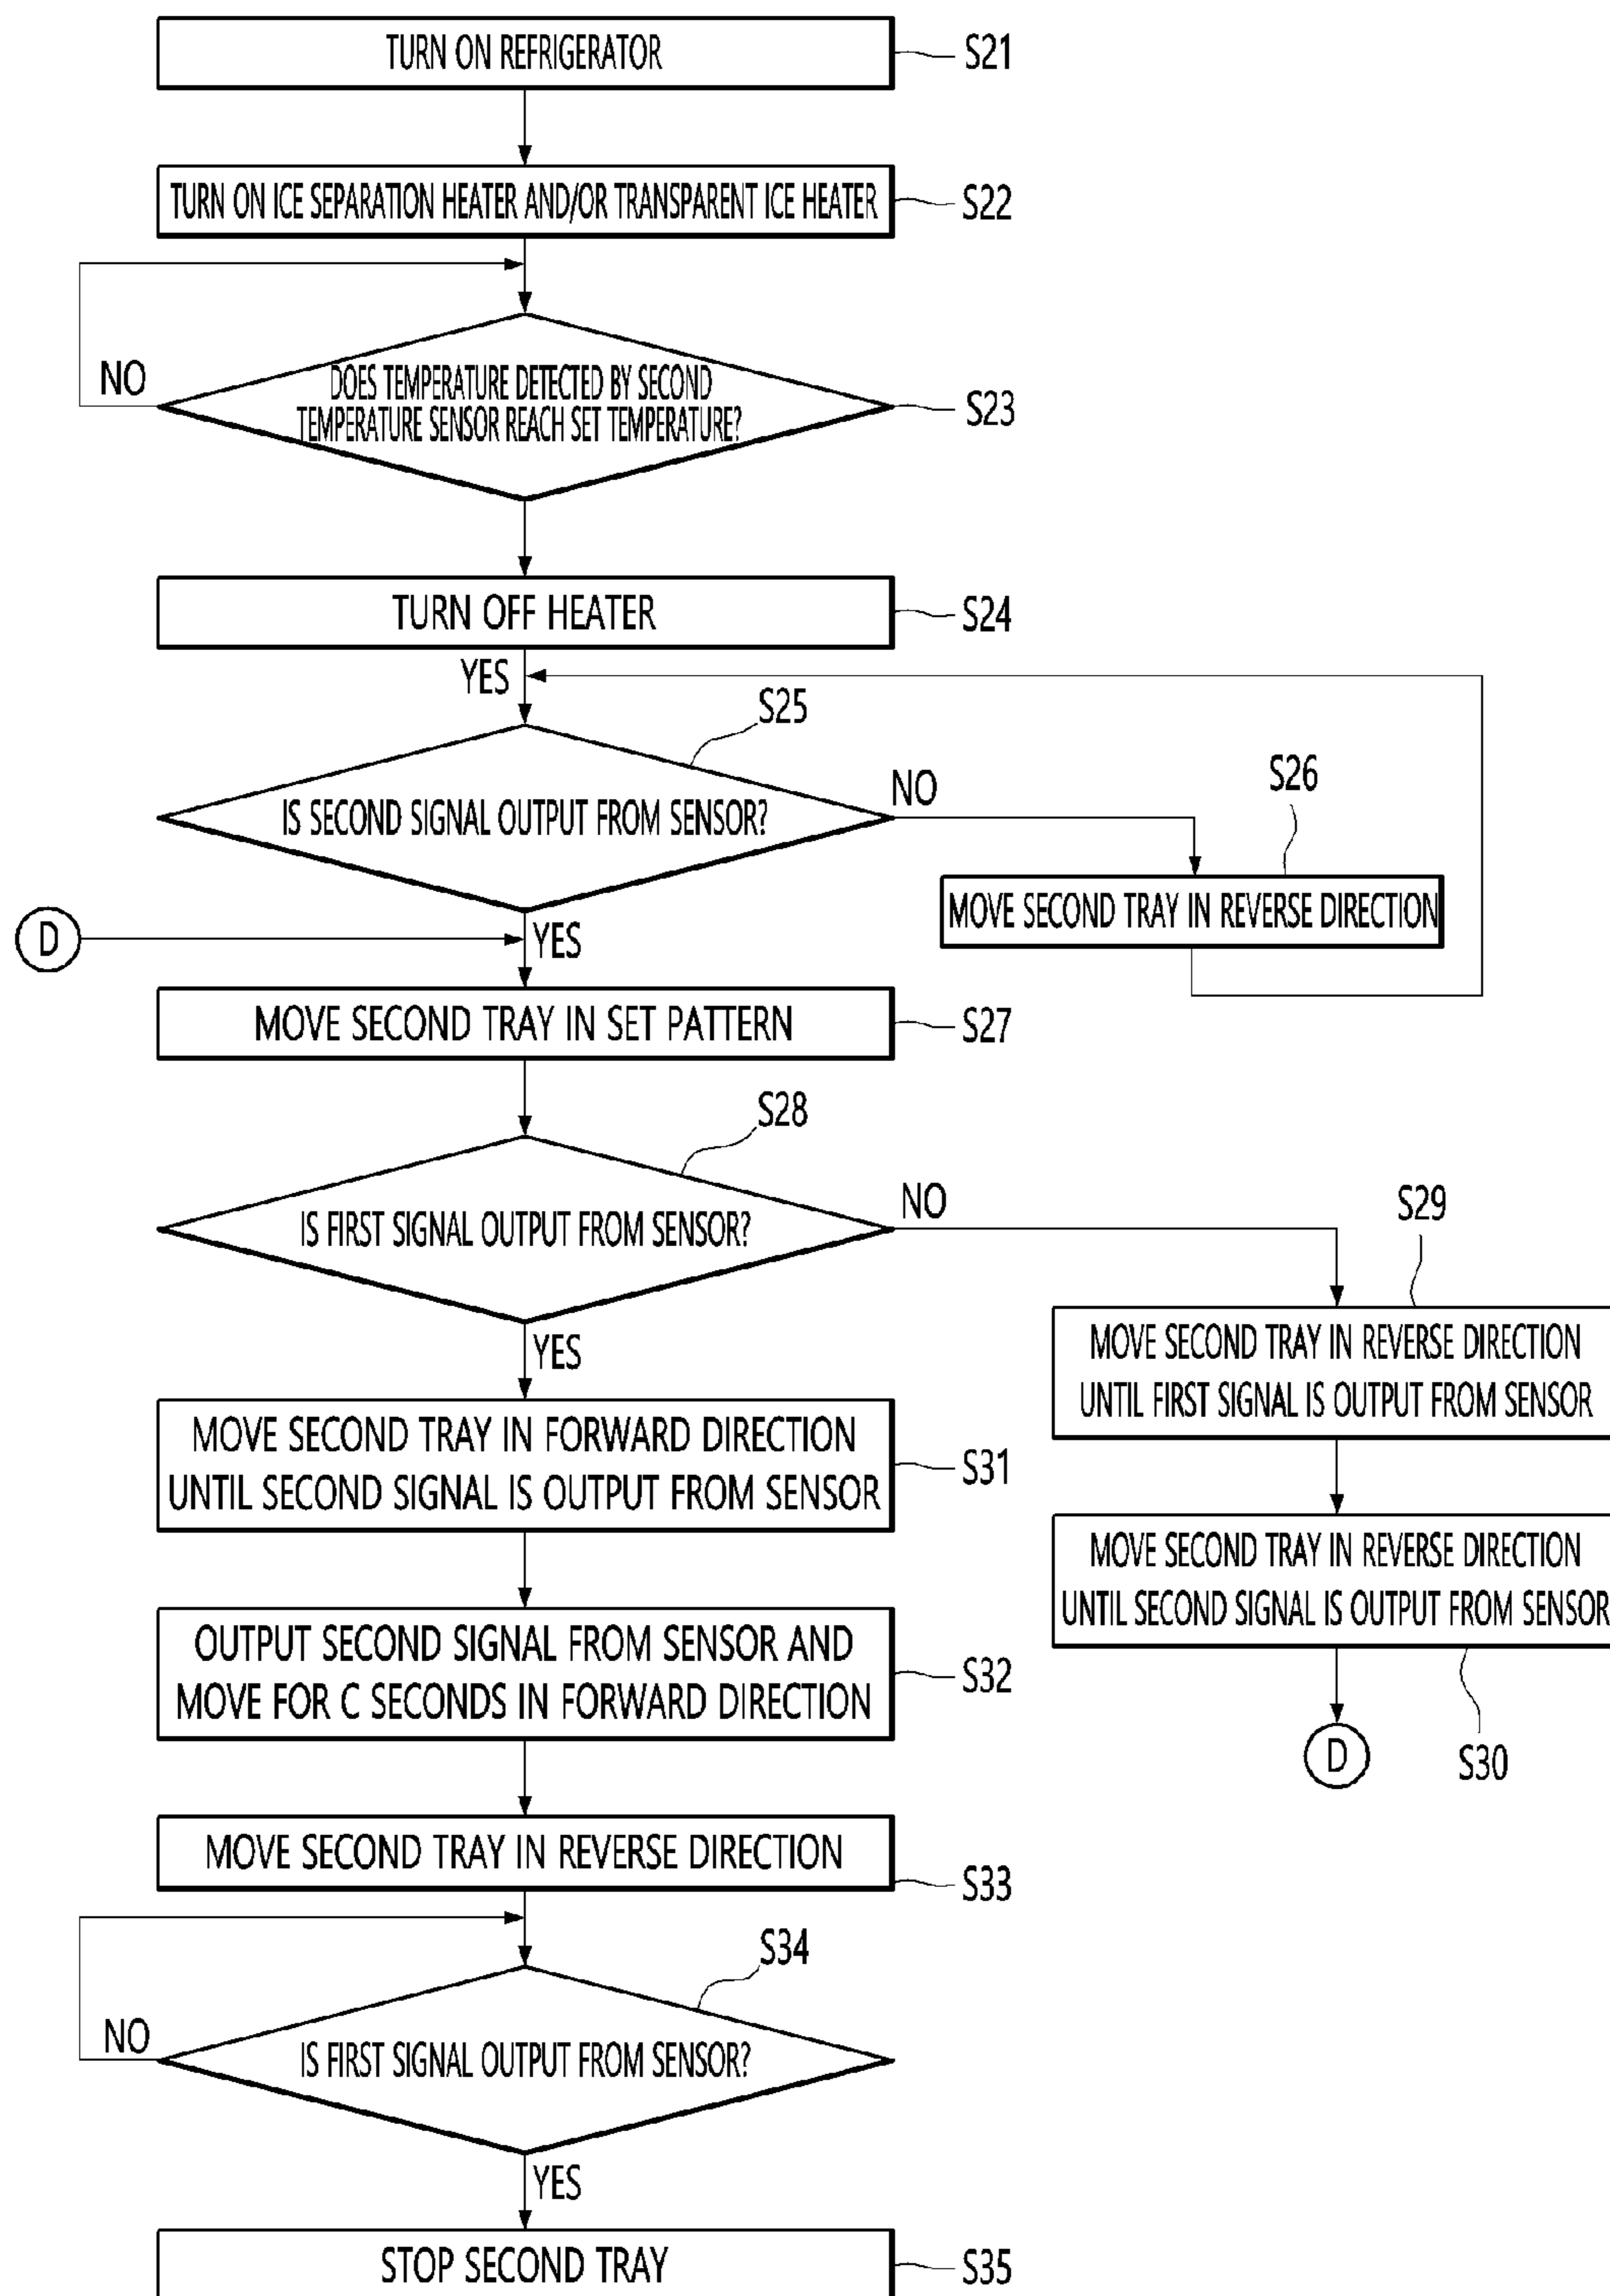 TURN ON REFRIGERATOR
S21
TURN ON ICE SEPARATION HEATER AND/OR TRANSPARENT ICE HEATER
S22
NO
DOES TEMPERATURE DETECTED BY SECOND
TEMPERATURE SENSOR REACH SET TEMPERATURE?
S23
TURN OFF HEATER
S24
YES
S25
IS SECOND SIGNAL OUTPUT FROM SENSOR?
NO
S26
MOVE SECOND TRAY IN REVERSE DIRECTION
D
YES
MOVE SECOND TRAY IN SET PATTERN
S27
S28
IS FIRST SIGNAL OUTPUT FROM SENSOR?
NO
S29
MOVE SECOND TRAY IN REVERSE DIRECTION
UNTIL FIRST SIGNAL IS OUTPUT FROM SENSOR
YES
MOVE SECOND TRAY IN FORWARD DIRECTION
UNTIL SECOND SIGNAL IS OUTPUT FROM SENSOR
S31
MOVE SECOND TRAY IN REVERSE DIRECTION
UNTIL SECOND SIGNAL IS OUTPUT FROM SENSOR
S30
D
OUTPUT SECOND SIGNAL FROM SENSOR AND
MOVE FOR C SECONDS IN FORWARD DIRECTION
S32
MOVE SECOND TRAY IN REVERSE DIRECTION
S33
S34
NO
IS FIRST SIGNAL OUTPUT FROM SENSOR?
YES
STOP SECOND TRAY
S35